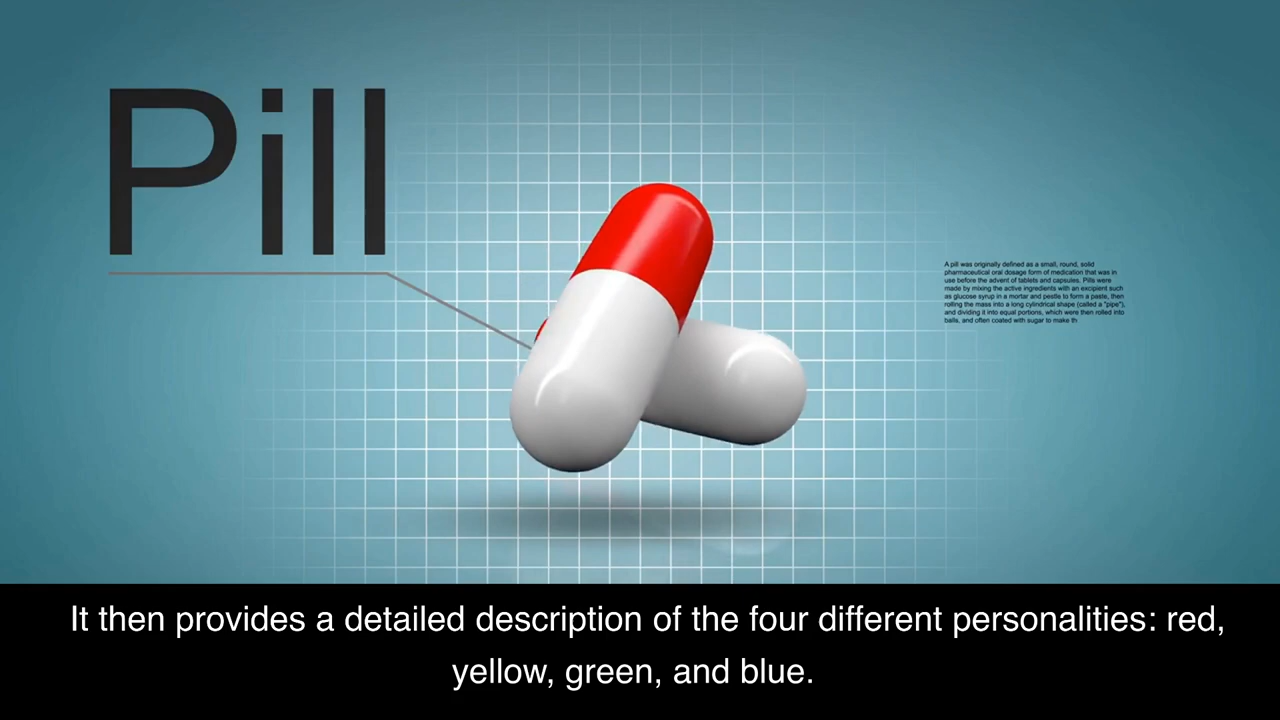 Pill
A pill was originally defined as a small, round, solid
pharmaceutical oral dosage form of medication that was in
use before the advent of tablets and capsules. Pills were
made by mixing the active ingredients with an excipient such
as glucose syrup in a mortar and pestle to form a paste, then
rolling the mass into a long cylindrical shape (called a "pipe"),
and dividing it into equal portions, which were then rolled into
balls, and often coated with sugar to make th
It then provides a detailed description of the four different personalities: red,
yellow, green, and blue.